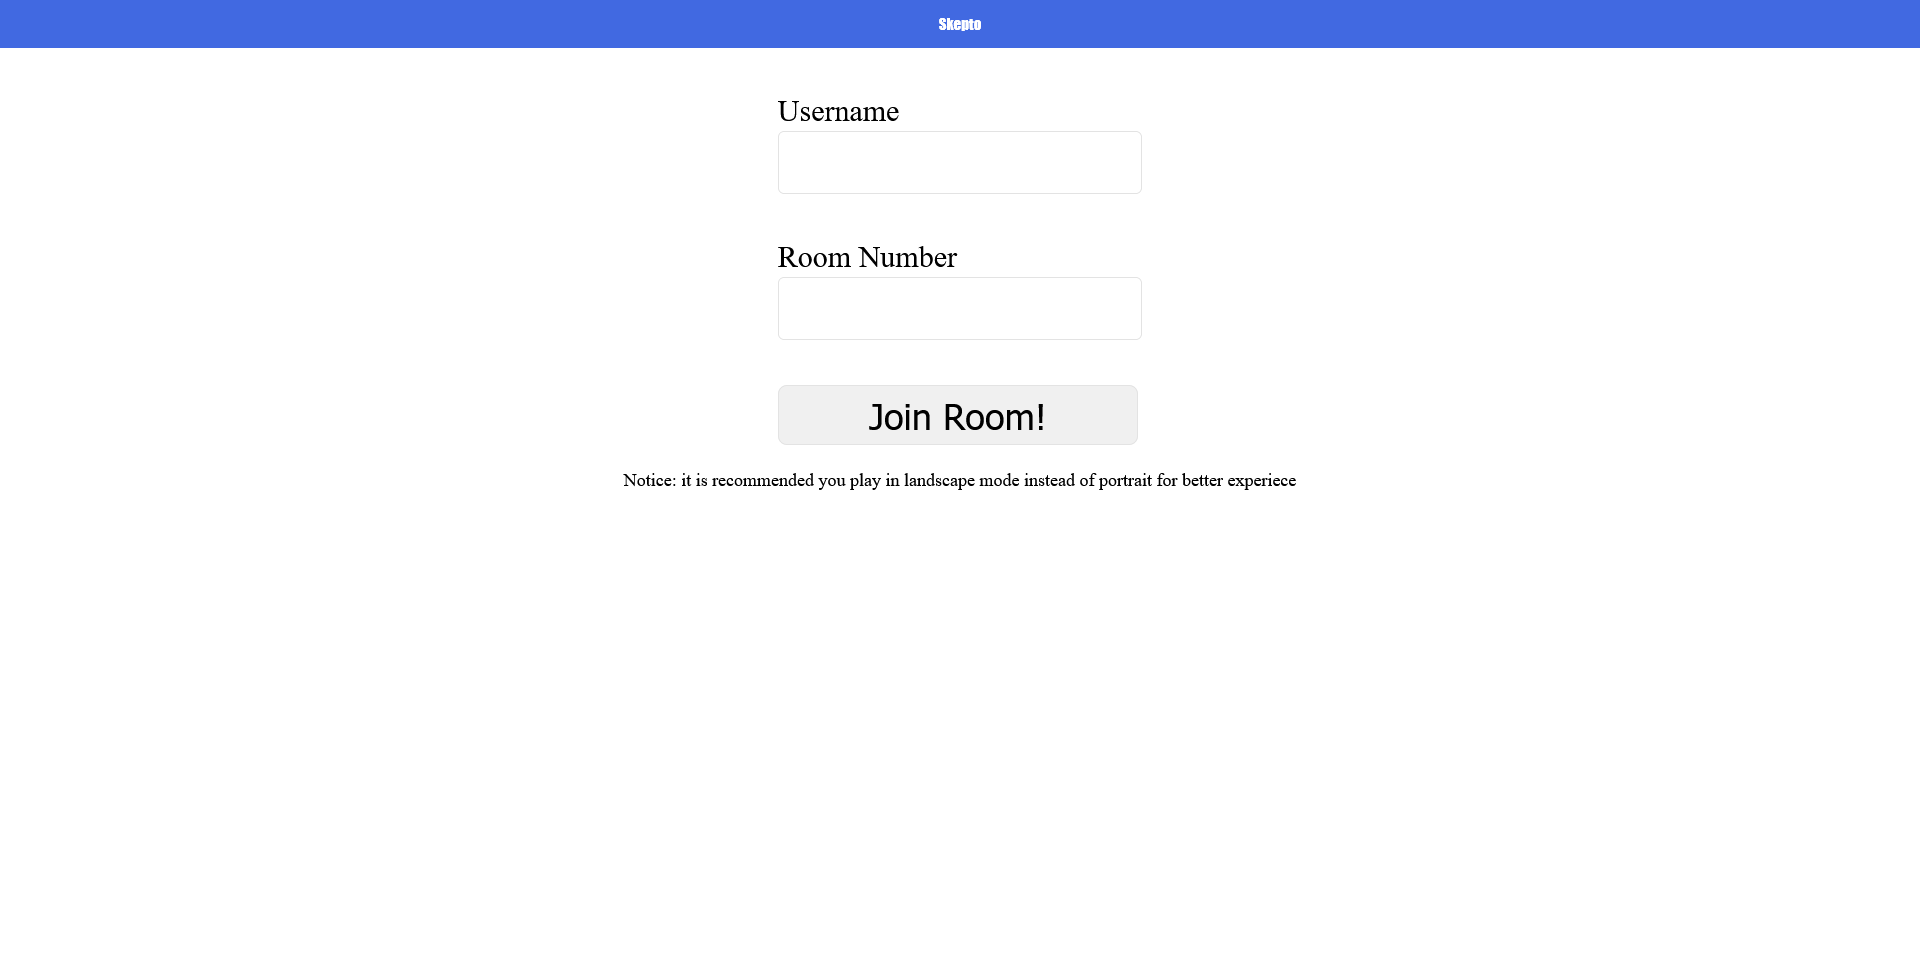 Skepto
Username
Room Number
Join Room!
Notice: it is recommended you play in landscape mode instead of portrait for better experiece